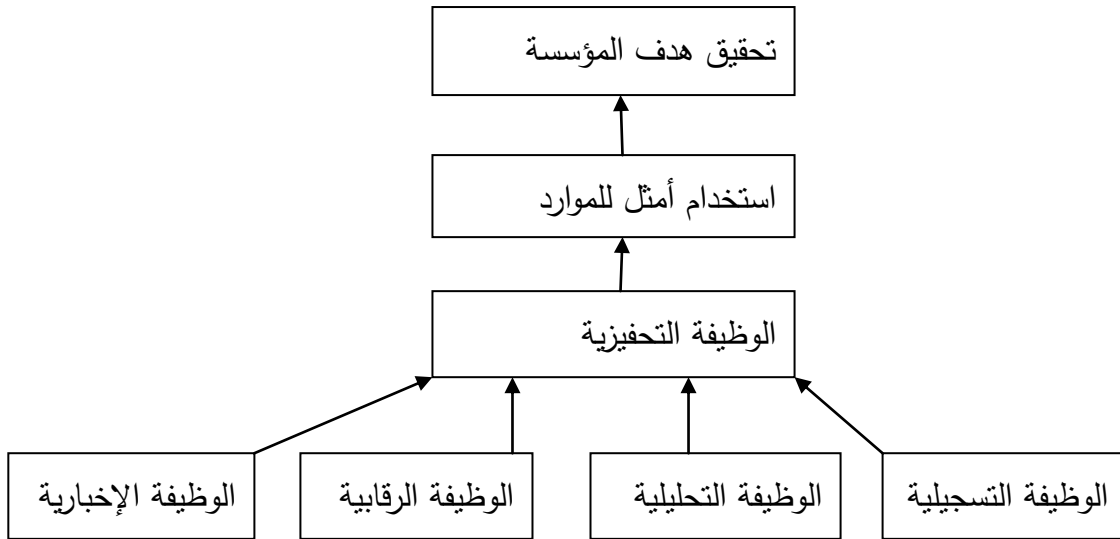 تحقيق هدف المؤسسة
استخدام أمثل للموارد
الوظيفة التحفيزية
الوظيفة التسجيلية
الوظيفة التحليلية
الوظيفة الرقابية
الوظيفة الإخبارية